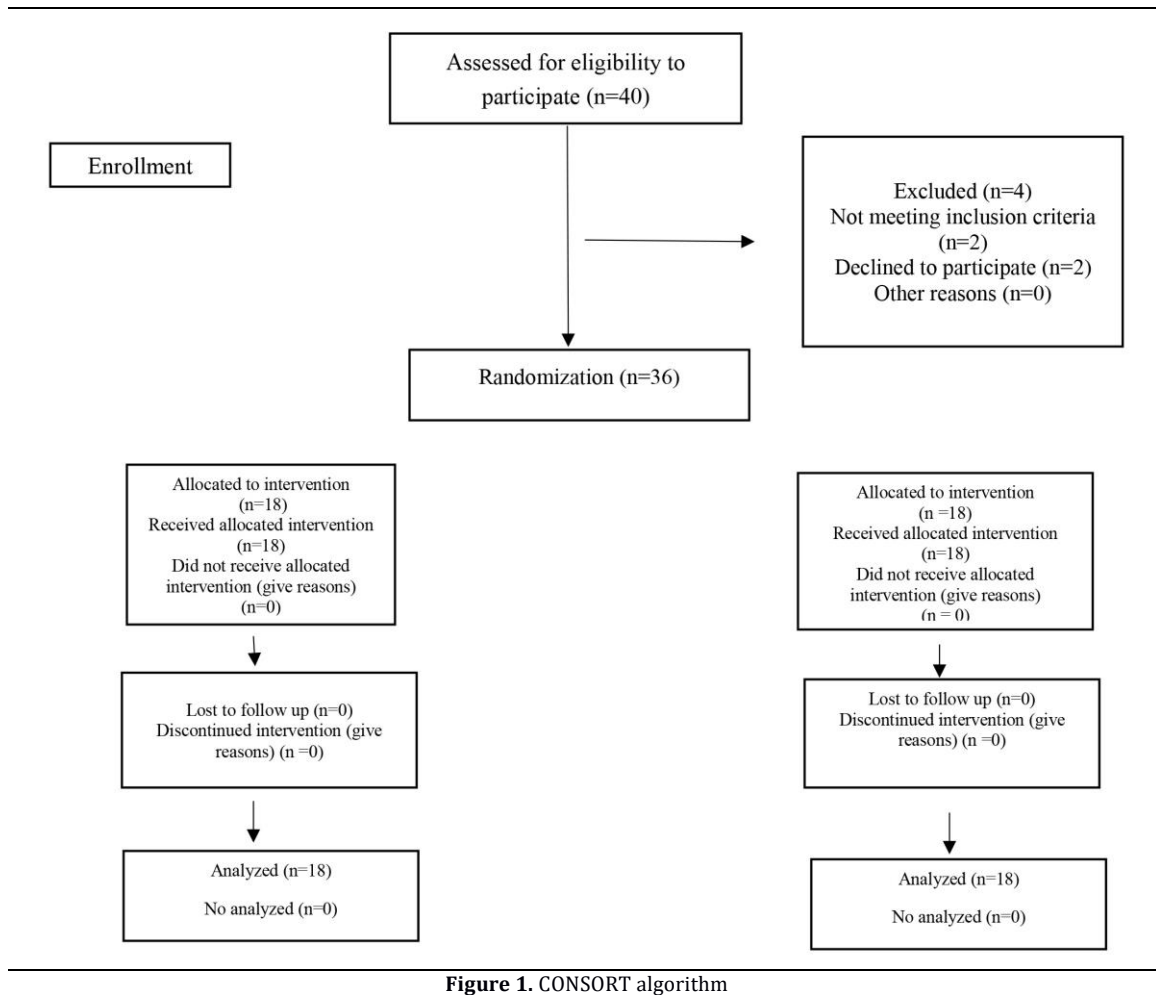 Assessed for eligibility to
participate (n=40)
Enrollment
Excluded (n=4)
Not meeting inclusion criteria
(n=2)
Declined to participate (n=2)
Other reasons (n=0)
Randomization (n=36)
Allocated to intervention
(n=18)
Received allocated intervention
(n=18)
Did not receive allocated
intervention (give reasons)
(n=0)
Allocated to intervention
(n =18)
Received allocated intervention
(n=18)
Did not receive allocated
intervention (give reasons)
(n = 0)
Lost to follow up (n=0)
Discontinued intervention (give
reasons) (n =0)
Lost to follow up (n=0)
Discontinued intervention (give
reasons) (n =0)
Analyzed (n=18)
No analyzed (n=0)
Analyzed (n=18)
No analyzed (n=0)
Figure 1. CONSORT algorithm